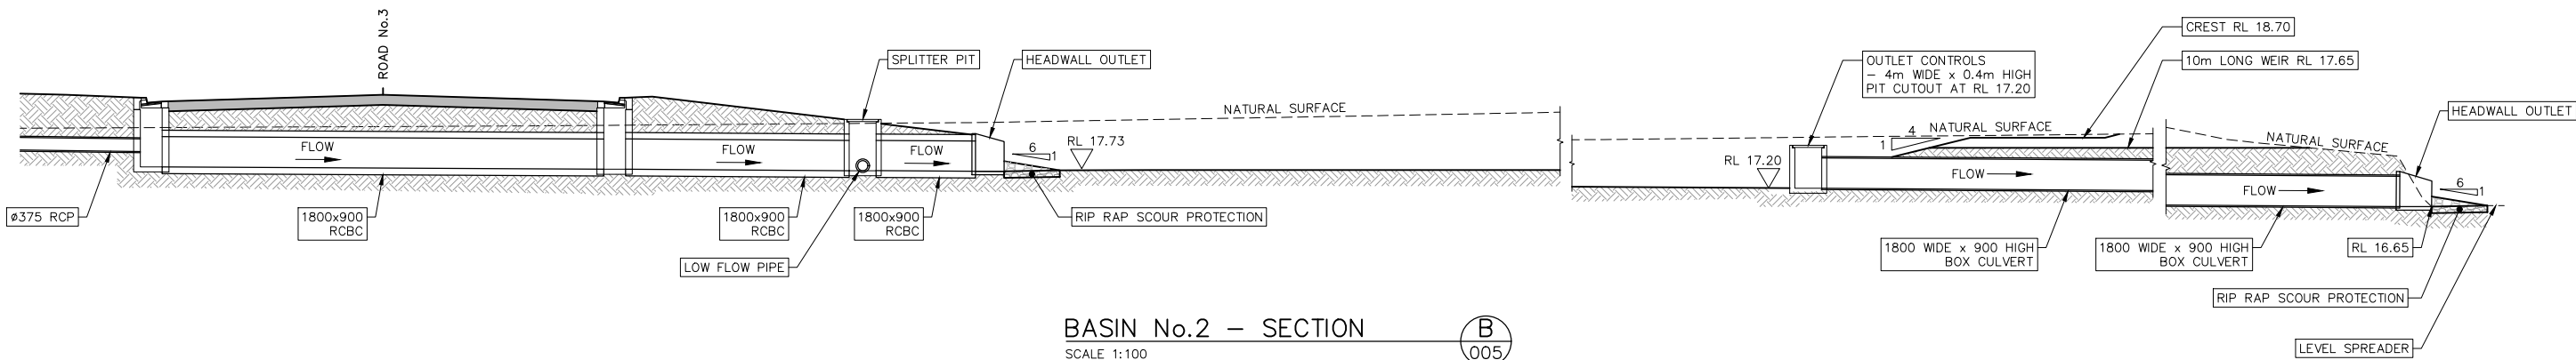 ROAD No.3
SPLITTER PIT
HEADWALL OUTLET
CREST RL 18.70
OUTLET CONTROLS
- 4m WIDE x 0.4m HIGH
PIT CUTOUT AT RL 17.20
10m LONG WEIR RL 17.65
HEADWALL OUTLET
NATURAL SURFACE
NATURAL SURFACE
NATURAL SURFACE
4
1
FLOW
FLOW
FLOW
RL 17.73
6
1
RL 17.20
FLOW
FLOW
6
1
ø375 RCP
1800x900
RCBC
1800x900
RCBC
1800x900
RCBC
RIP RAP SCOUR PROTECTION
LOW FLOW PIPE
1800 WIDE x 900 HIGH
BOX CULVERT
1800 WIDE x 900 HIGH
BOX CULVERT
RL 16.65
RIP RAP SCOUR PROTECTION
LEVEL SPREADER
BASIN No.2 - SECTION
B
005
SCALE 1:100